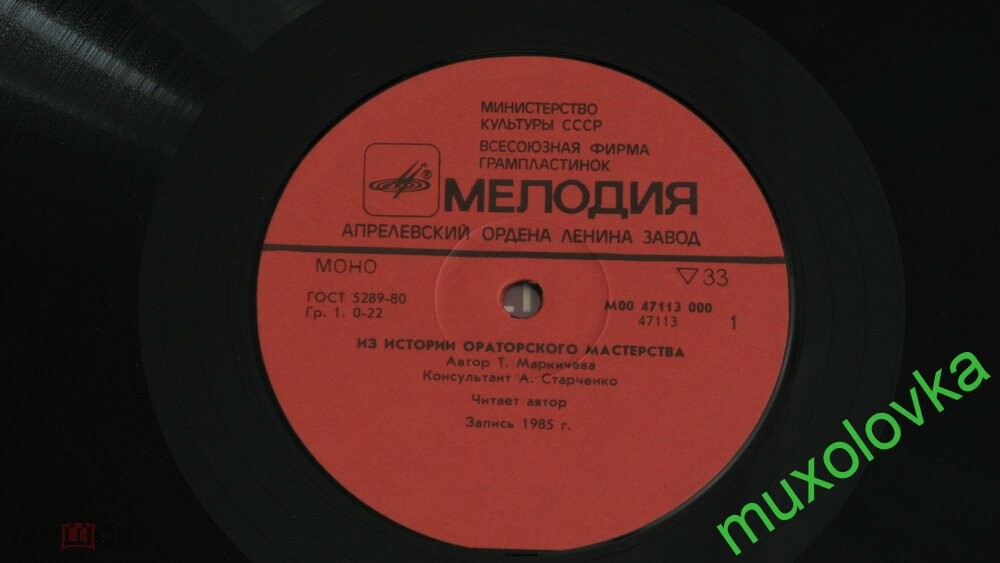 МИНИСТЕРСТВО
КУЛЬТУРЫ СССР
ВСЕСОЮЗНАЯ ФИРМА
ГРАМПЛАСТИНОК
®
МЕЛОДИЯ
АПРЕЛЕВСКИЙ ОРДЕНА ЛЕНИНА ЗАВОД
МОНО
▽33
ГОСТ 5289-80
Гр. 1. 0-22
М00 47113 000
47113
1
ИЗ ИСТОРИИ ОРАТОРСКОГО МАСТЕРСТВА
Автор Т. Маркичева
Консультант А. Старченко
Читает автор
Запись 1985 г.
muxolovka